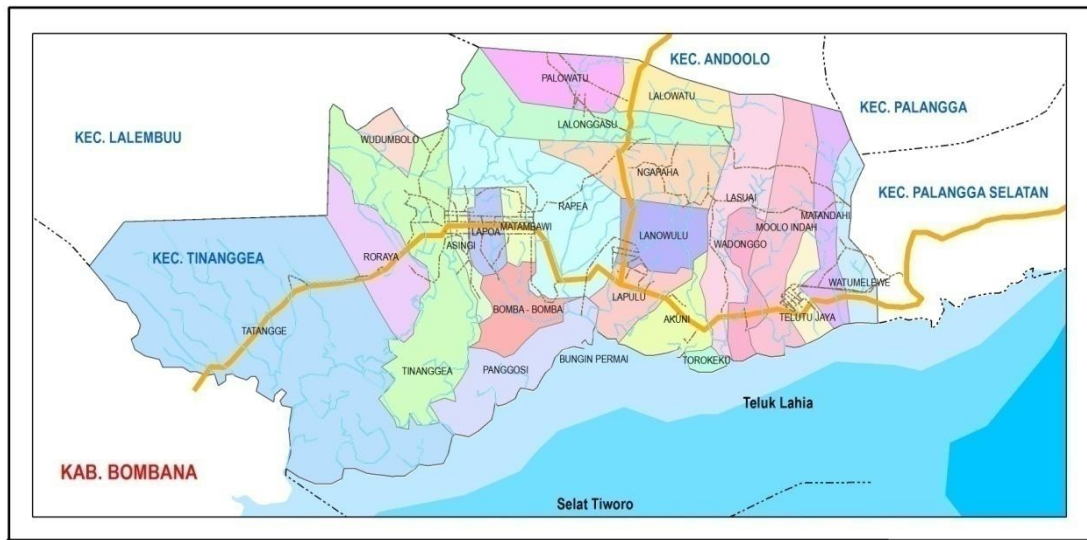 KEC. ANDOOLO
PALOWATU
LALOWATU
KEC. PALANGGA
LALONGGASU
KEC. LALEMBUU
WUDUMBOLO
NGAPAHA
KEC. PALANGGA SELATAN
LASUAI
RAPEA
MATANDAHI
MOOLO INDAH
MATAMBAWI
LAPOA
LANOWULU
ASINGI
WADONGGO
KEC. TINANGGEA
RORAYA
WATUMELEWE
LAPULU
BOMBA - BOMBA
AKUNI
TELUTU JAYA
TATANGGE
BUNGIN PERMAI
TOROKEKU
TINANGGEA
PANGGOSI
Teluk Lahia
KAB. BOMBANA
Selat Tiworo